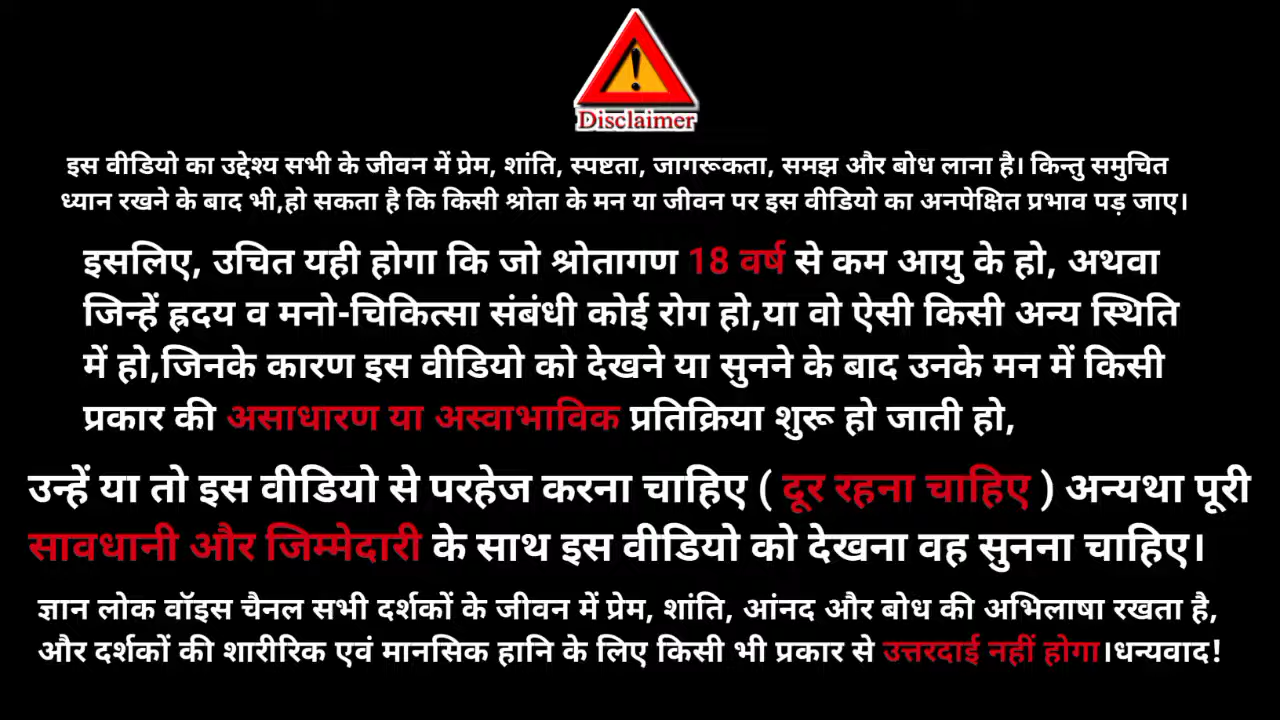 Disclaimer
इस वीडियो का उद्देश्य सभी के जीवन में प्रेम, शांति, स्पष्टता, जागरूकता, समझ और बोध लाना है। किन्तु समुचित
ध्यान रखने के बाद भी,हो सकता है कि किसी श्रोता के मन या जीवन पर इस वीडियो का अनपेक्षित प्रभाव पड़ जाए।
इसलिए, उचित यही होगा कि जो श्रोतागण 18 वर्ष से कम आयु के हो, अथवा
जिन्हें ह्रदय व मनो-चिकित्सा संबंधी कोई रोग हो,या वो ऐसी किसी अन्य स्थिति
में हो,जिनके कारण इस वीडियो को देखने या सुनने के बाद उनके मन में किसी
प्रकार की असाधारण या अस्वाभाविक प्रतिक्रिया शुरू हो जाती हो,
उन्हें या तो इस वीडियो से परहेज करना चाहिए ( दूर रहना चाहिए ) अन्यथा पूरी
सावधानी और जिम्मेदारी के साथ इस वीडियो को देखना वह सुनना चाहिए।
ज्ञान लोक वॉइस चैनल सभी दर्शकों के जीवन में प्रेम, शांति, आंनद और बोध की अभिलाषा रखता है,
और दर्शकों की शारीरिक एवं मानसिक हानि के लिए किसी भी प्रकार से उत्तरदाई नहीं होगा।धन्यवाद!